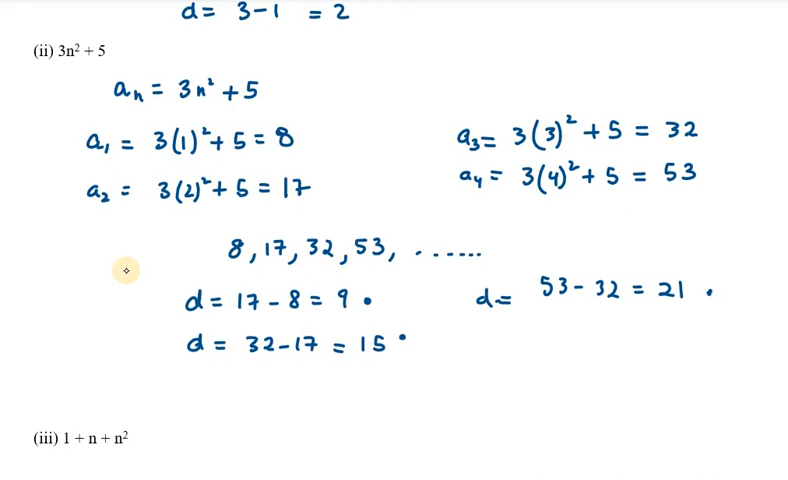 d = 3 - 1 = 2
(ii) 3n² + 5
aₙ = 3n² + 5
a₁ = 3(1)² + 5 = 8
a₂ = 3(2)² + 5 = 17
a₃ = 3(3)² + 5 = 32
a₄ = 3(4)² + 5 = 53
8, 17, 32, 53, .......
d = 17 - 8 = 9 .
d = 32 - 17 = 15 .
d = 53 - 32 = 21 .
(iii) 1 + n + n²